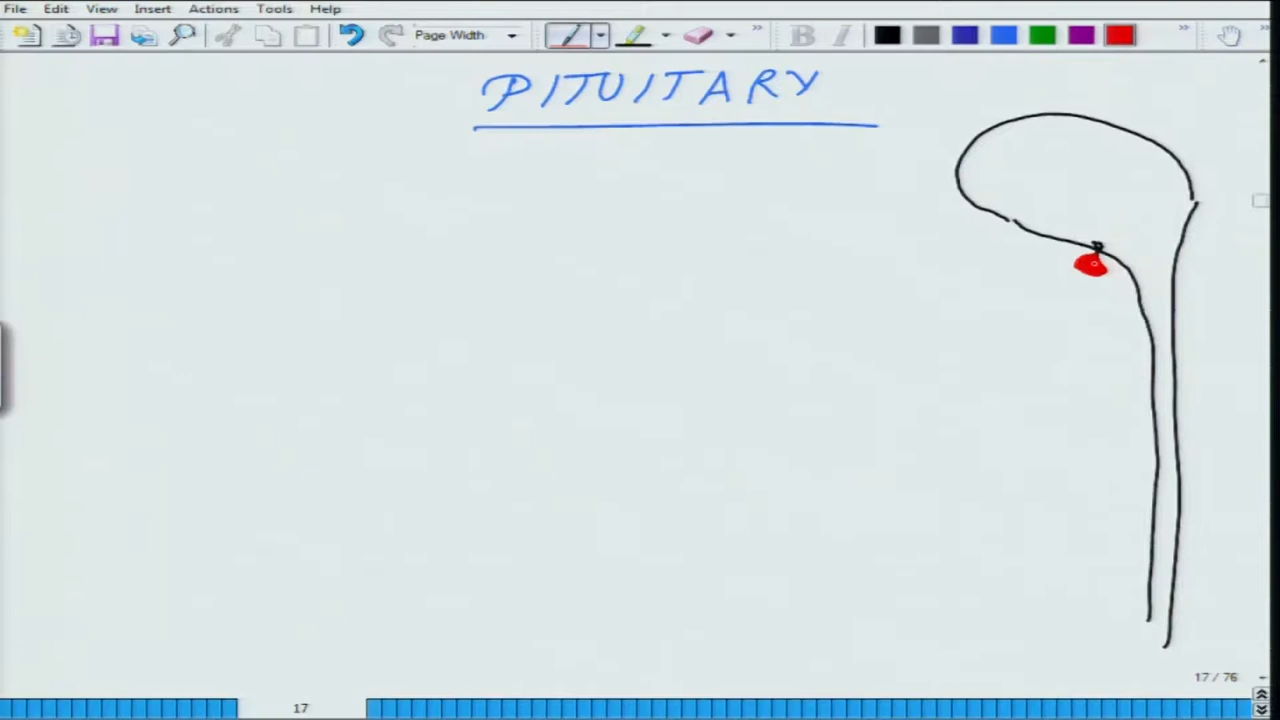 File Edit View Insert Actions Tools Help
Page Width
B I
PITUITARY
17 / 76
17